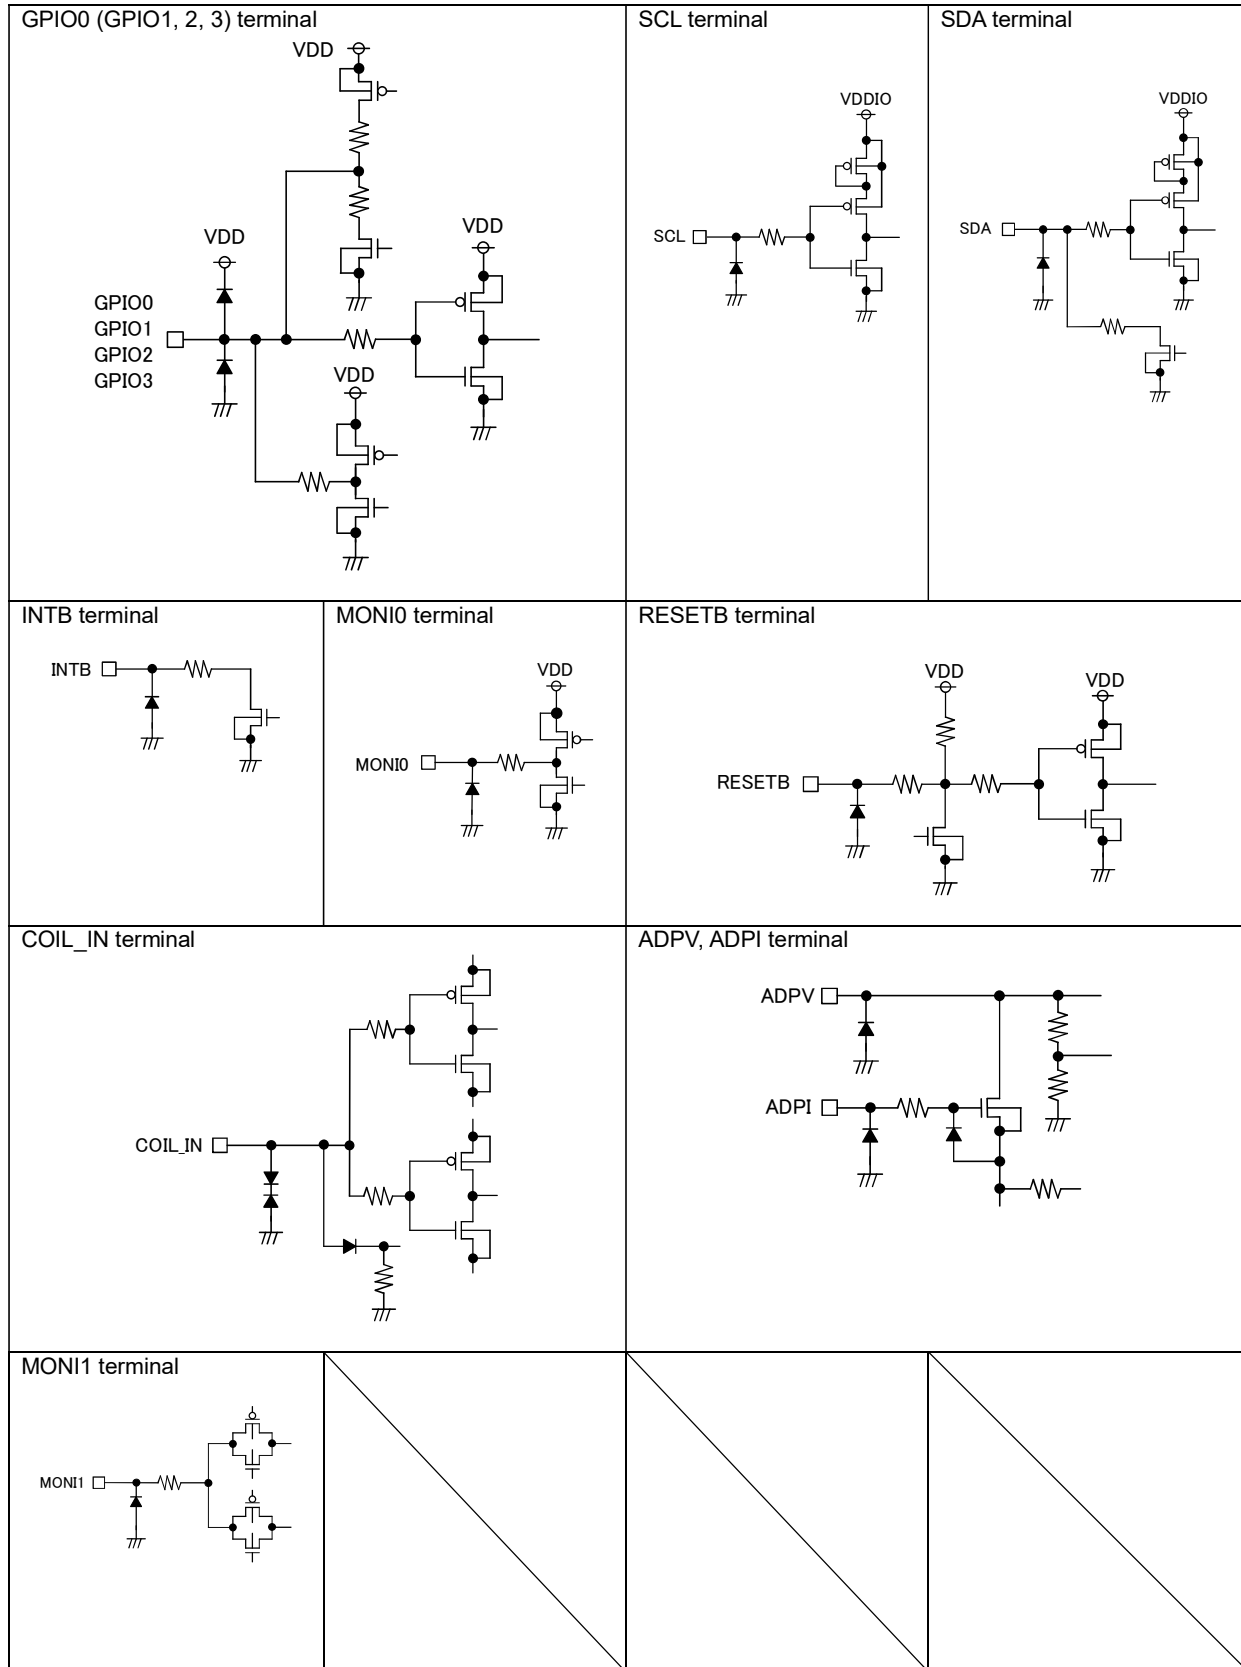 GPIO0 (GPIO1, 2, 3) terminal
VDD
VDD
VDD
GPIO0
GPIO1
GPIO2
GPIO3
VDD
SCL terminal
VDDIO
SCL
SDA terminal
VDDIO
SDA
INTB terminal
INTB
MONI0 terminal
VDD
MONI0
RESETB terminal
VDD
VDD
RESETB
COIL_IN terminal
COIL_IN
ADPV, ADPI terminal
ADPV
ADPI
MONI1 terminal
MONI1